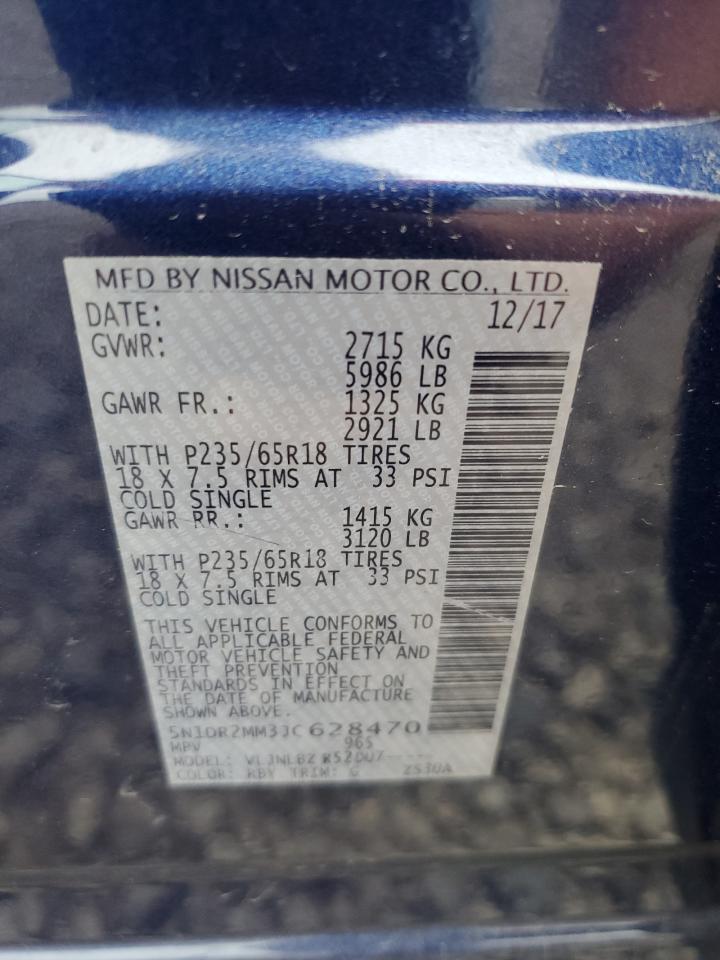 MFD BY NISSAN MOTOR CO., LTD.
DATE: 12/17
GVWR: 2715 KG
5986 LB
GAWR FR.: 1325 KG
2921 LB
WITH P235/65R18 TIRES
18 X 7.5 RIMS AT 33 PSI
COLD SINGLE
GAWR RR.: 1415 KG
3120 LB
WITH P235/65R18 TIRES
18 X 7.5 RIMS AT 33 PSI
COLD SINGLE
THIS VEHICLE CONFORMS TO
ALL APPLICABLE FEDERAL
MOTOR VEHICLE SAFETY AND
THEFT PREVENTION
STANDARDS IN EFFECT ON
THE DATE OF MANUFACTURE
SHOWN ABOVE.
5N1DR2MM3JC628470
MPV 965
MODEL:
COLOR: RBY TRIM: G